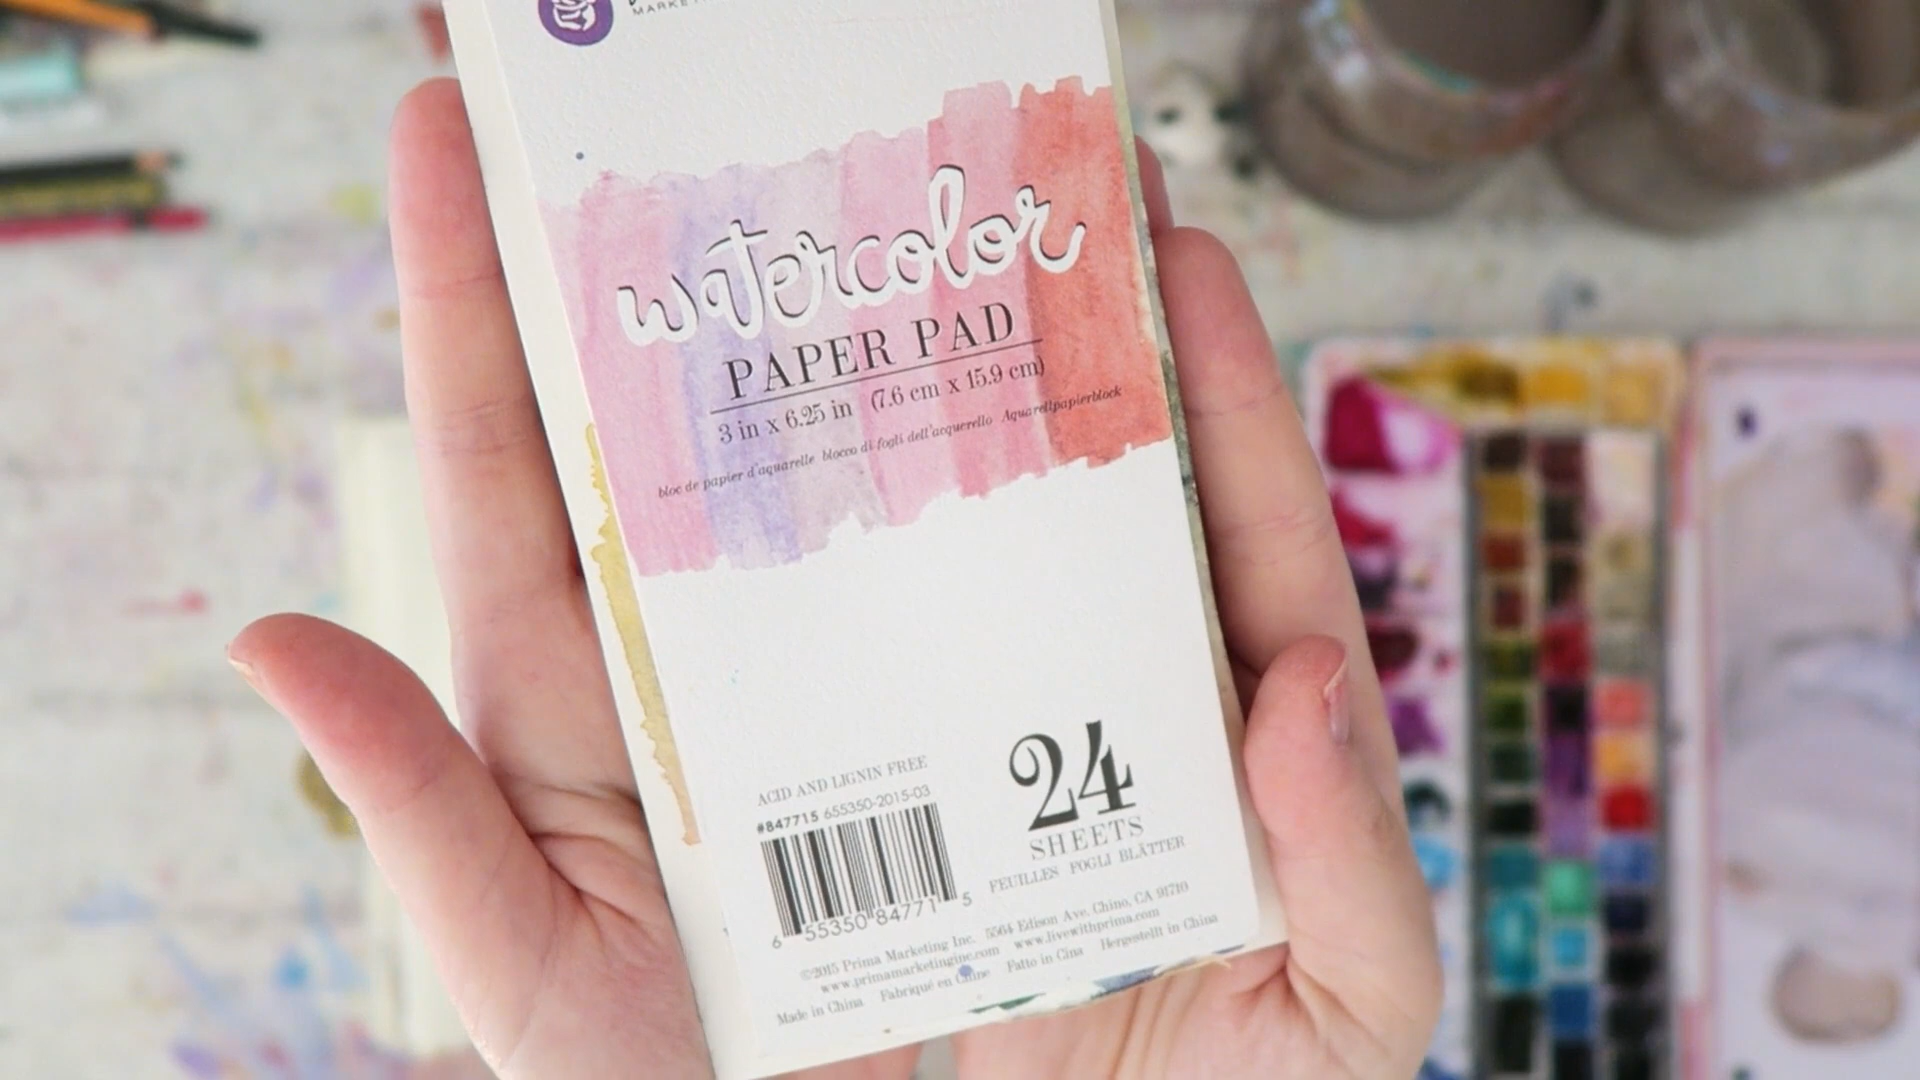 watercolor
PAPER PAD
3 in x 6.25 in (7.6 cm x 15.9 cm)
bloc de papier d'aquarelle blocco di fogli dell'acquerello Aquarellpapierblock
24
SHEETS
FEUILLES FOGLI BLÄTTER
ACID AND LIGNIN FREE
#847715 655350-2015-03
6 55350 84771 5
©2015 Prima Marketing Inc. 5564 Edison Ave. Chino, CA 91710
www.primamarketinginc.com www.livewithprima.com
Made in China Fabriqué en Chine Fatto in Cina Hergestellt in China